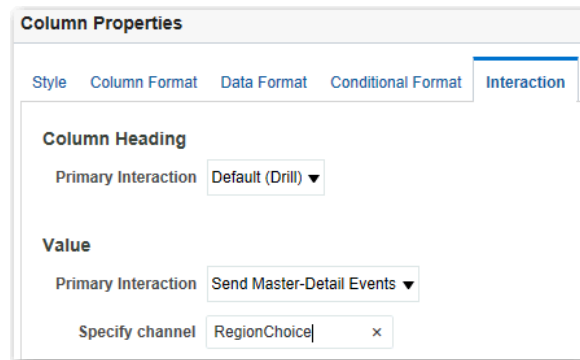 Column Properties
Style Column Format Data Format Conditional Format Interaction
Column Heading
Primary Interaction Default (Drill)
Value
Primary Interaction Send Master-Detail Events
Specify channel RegionChoice ×